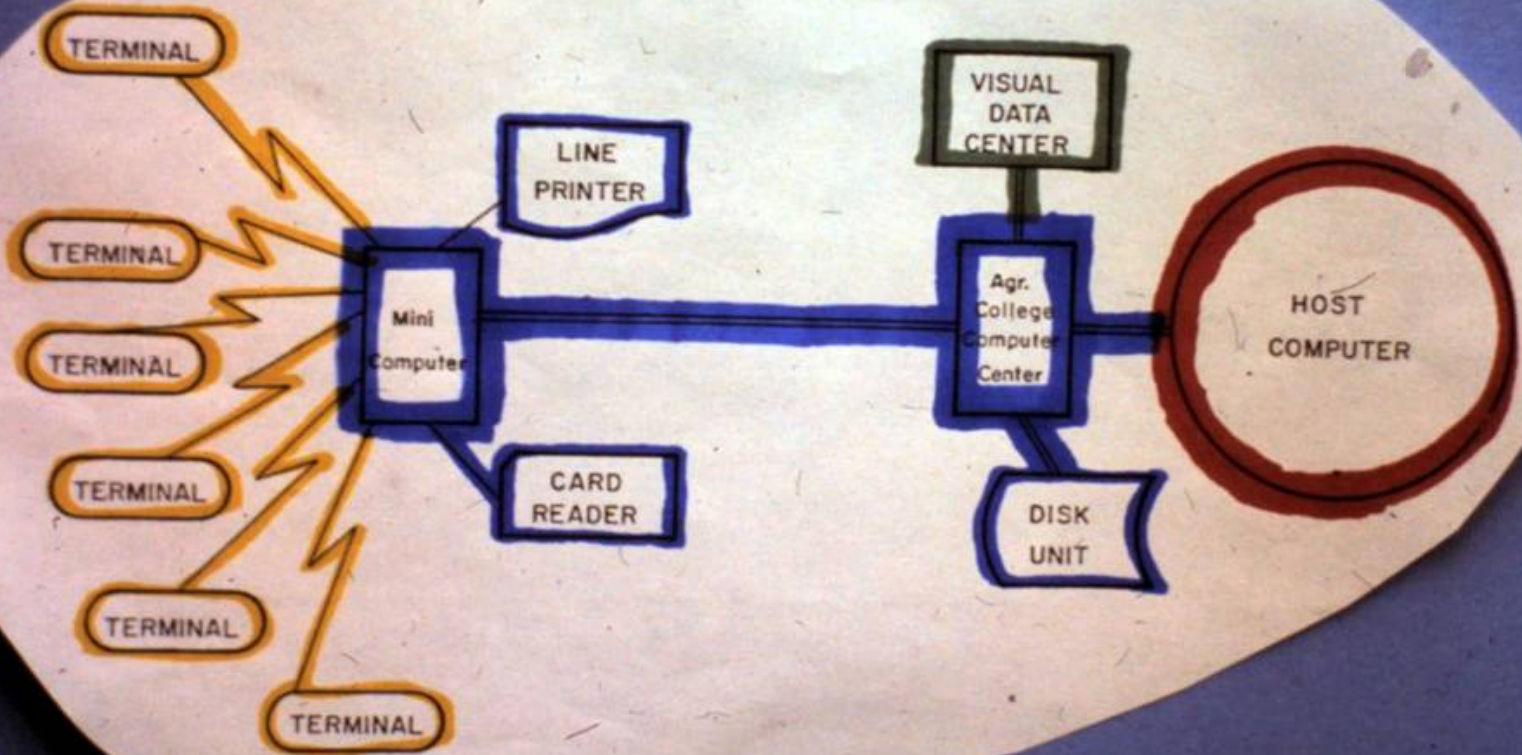 TERMINAL
TERMINAL
TERMINAL
TERMINAL
TERMINAL
TERMINAL
LINE
PRINTER
Mini
Computer
CARD
READER
VISUAL
DATA
CENTER
Agr.
College
Computer
Center
DISK
UNIT
HOST
COMPUTER